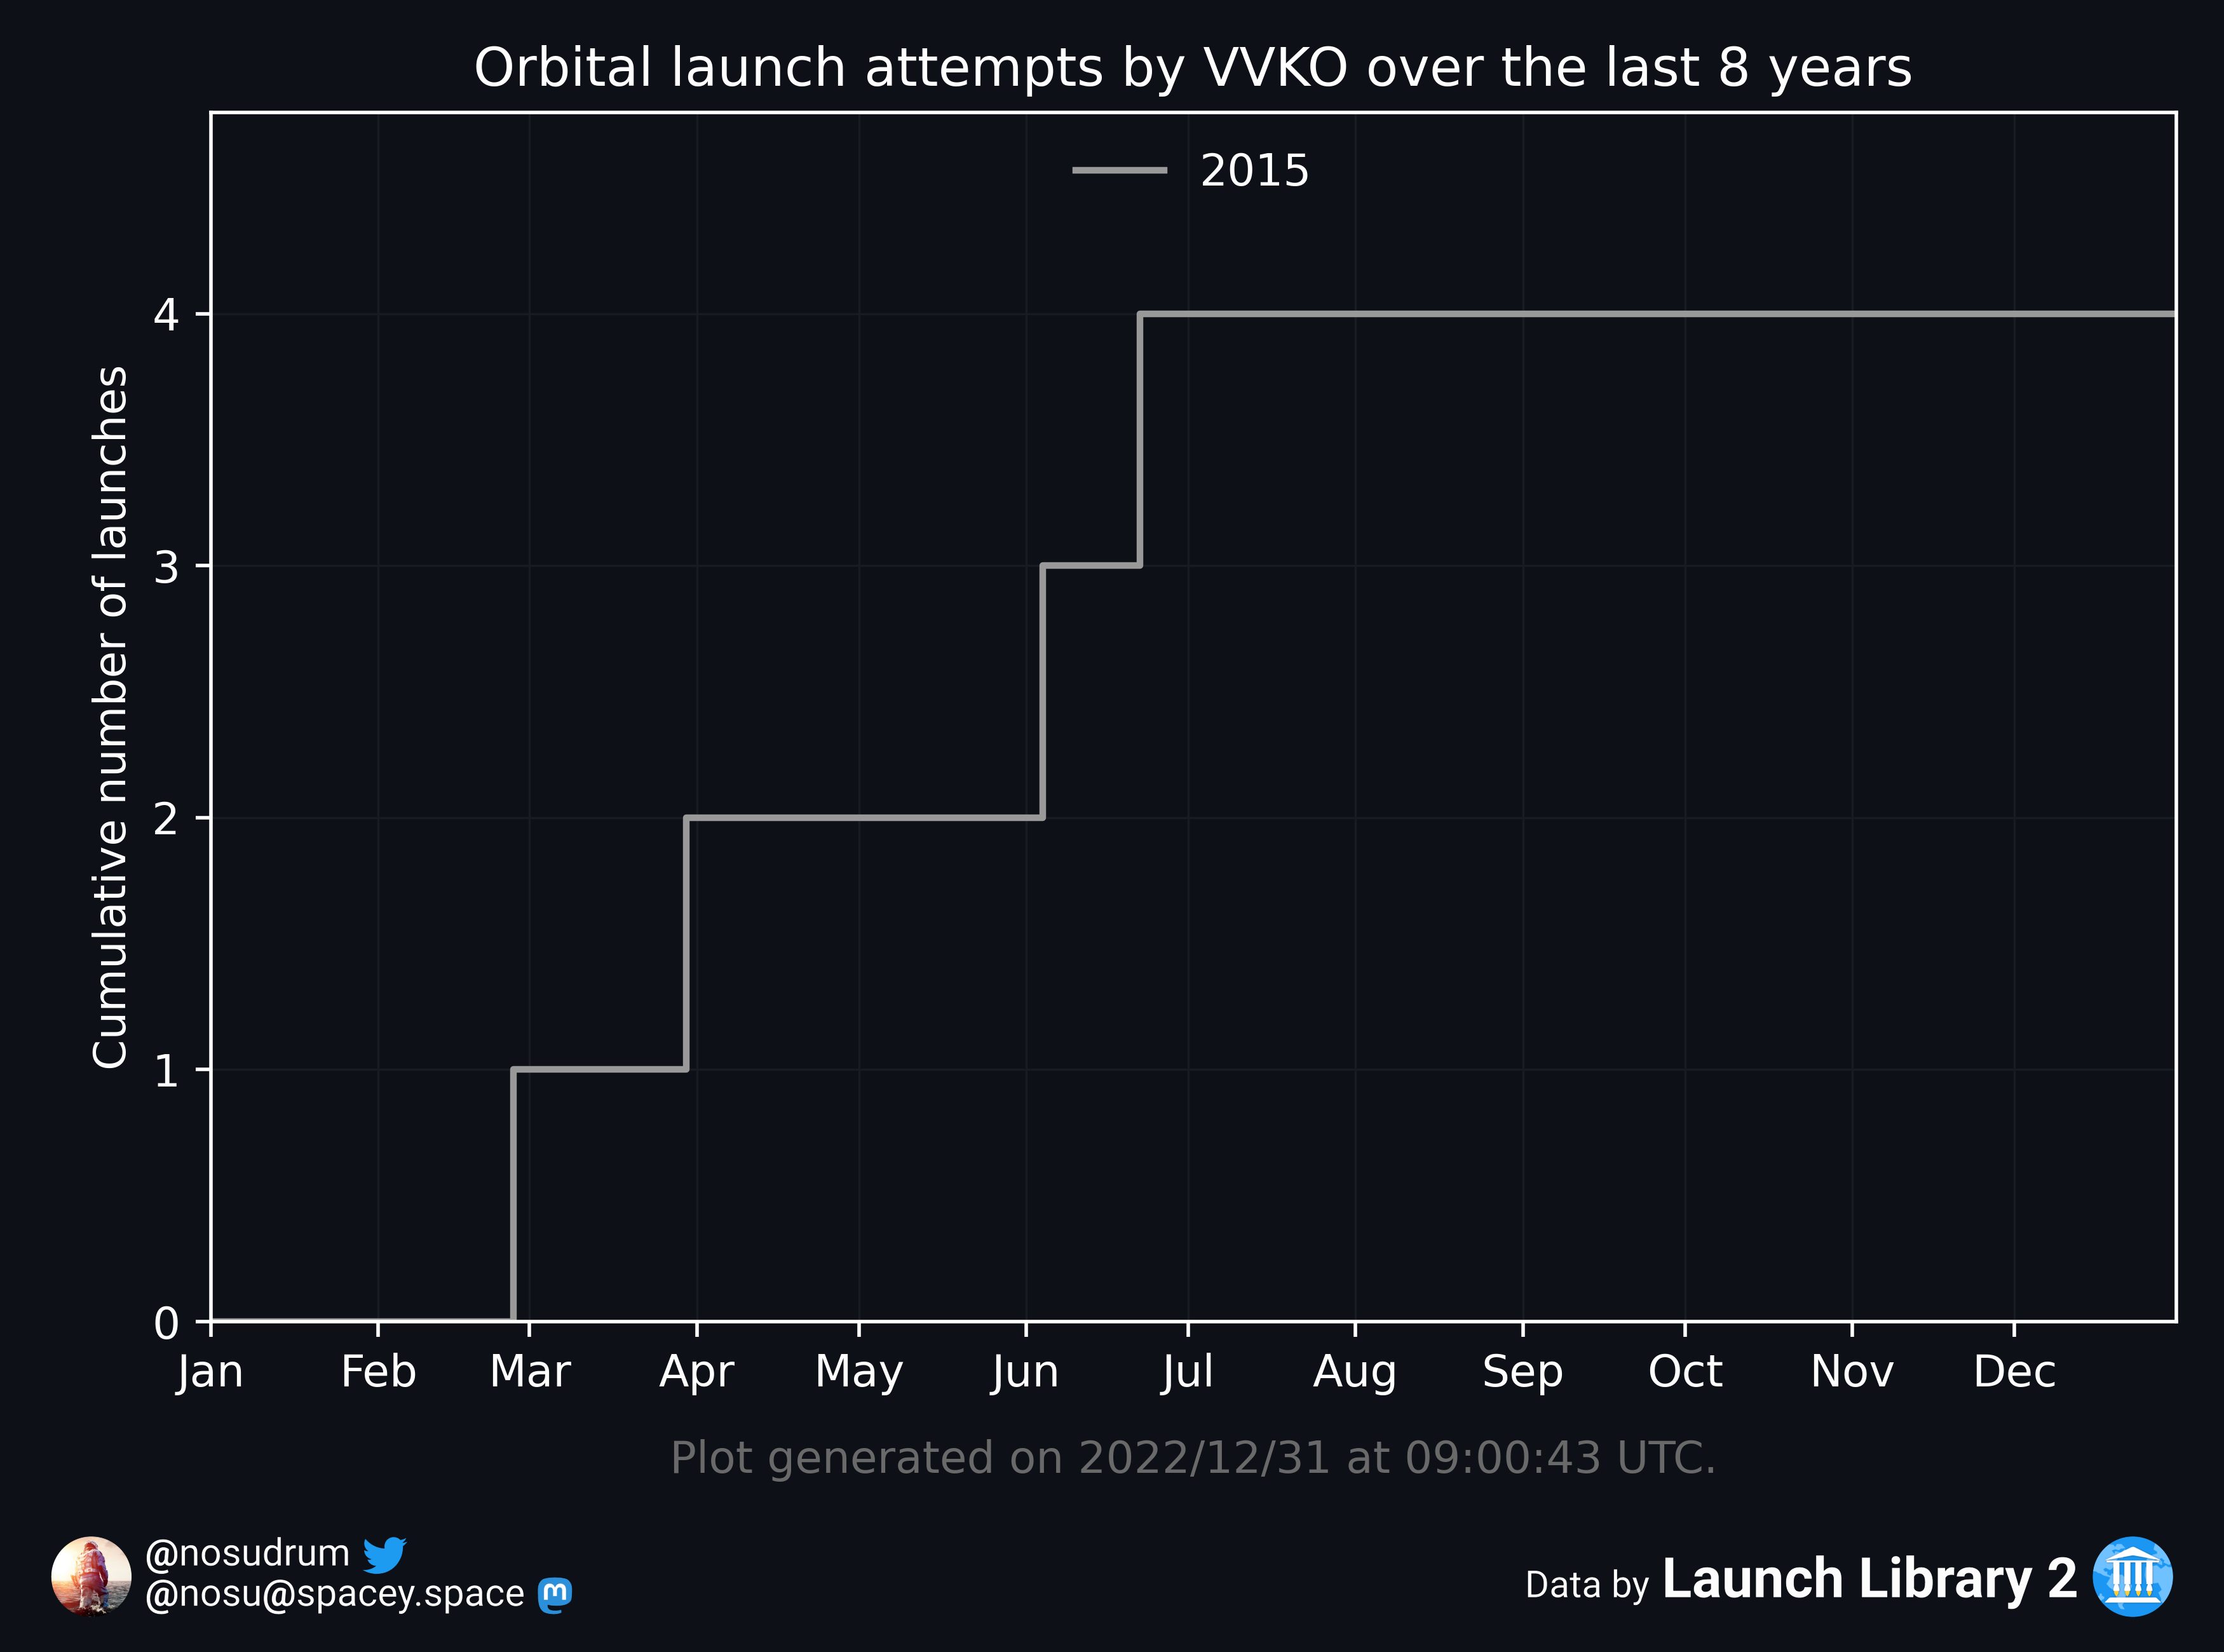 Orbital launch attempts by VVKO over the last 8 years
2015
Cumulative number of launches
4
3
2
1
0
Jan Feb Mar Apr May Jun Jul Aug Sep Oct Nov Dec
Plot generated on 2022/12/31 at 09:00:43 UTC.
@nosudrum
@nosu@spacey.space
Data by Launch Library 2